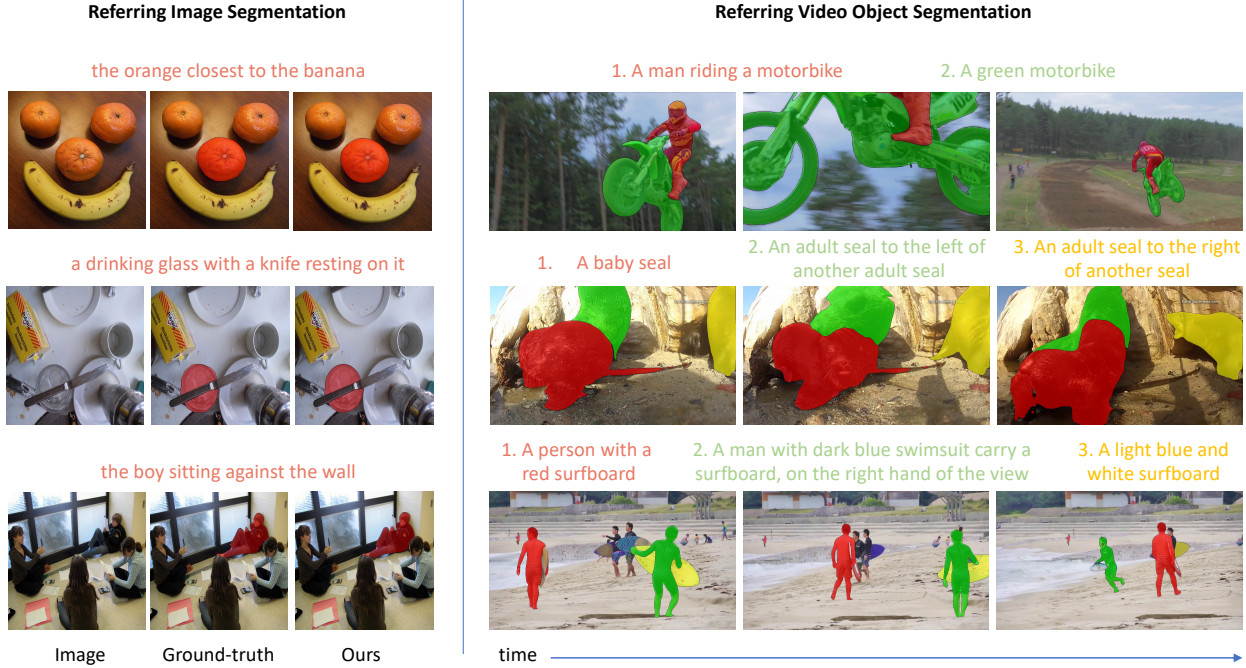 Referring Image Segmentation
Referring Video Object Segmentation
the orange closest to the banana
1. A man riding a motorbike
2. A green motorbike
a drinking glass with a knife resting on it
1. A baby seal
2. An adult seal to the left of
another adult seal
3. An adult seal to the right
of another seal
the boy sitting against the wall
1. A person with a
red surfboard
2. A man with dark blue swimsuit carry a
surfboard, on the right hand of the view
3. A light blue and
white surfboard
Image
Ground-truth
Ours
time